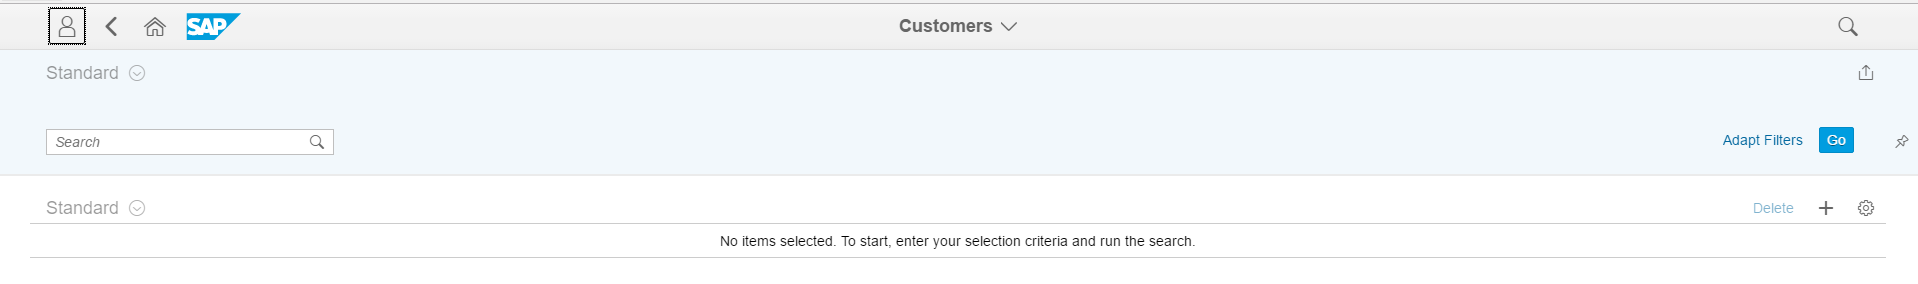 SAP Customers
Standard
Search Adapt Filters Go
Standard Delete
No items selected. To start, enter your selection criteria and run the search.